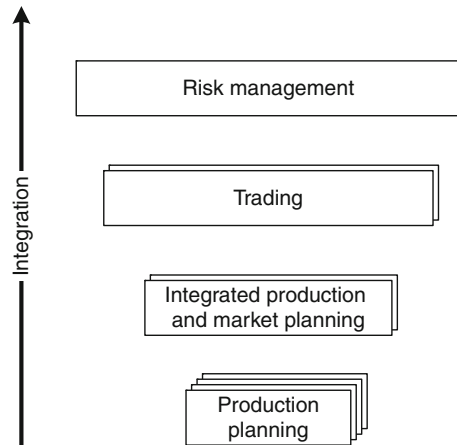 Risk management
Trading
Integration
Integrated production
and market planning
Production
planning